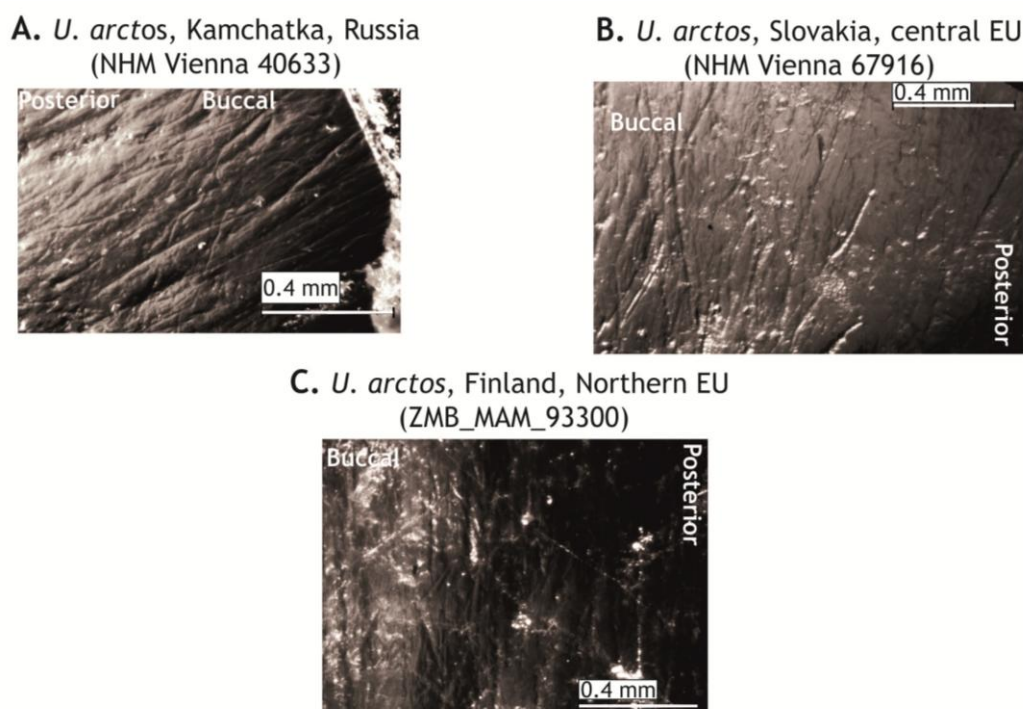 A. U. arctos, Kamchatka, Russia
(NHM Vienna 40633)
Posterior
Buccal
0.4 mm
B. U. arctos, Slovakia, central EU
(NHM Vienna 67916)
0.4 mm
Buccal
Posterior
C. U. arctos, Finland, Northern EU
(ZMB_MAM_93300)
Buccal
Posterior
0.4 mm